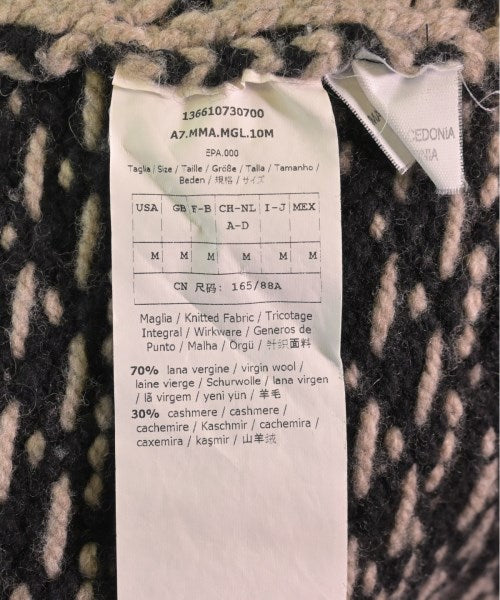 136610730700
A7.MMA.MGL.10M
EPA.000
Taglia / Size / Taille / Größe / Talla / Tamanho /
Beden / 規格 / サイズ
USA GB F-B CH-NL I-J MEX
A-D
M M M M M M
CN 尺码: 165/88A
Maglia / Knitted Fabric / Tricotage
Integral / Wirkware / Generos de
Punto / Malha / Orgü / 针织面料
70% lana vergine / virgin wool /
laine vierge / Schurwolle / lana virgen
/ lã virgem / yeni yün / 羊毛
30% cashmere / cashmere /
cachemire / Kaschmir / cachemira /
caxemira / kaşmir / 山羊绒
CEDONIA